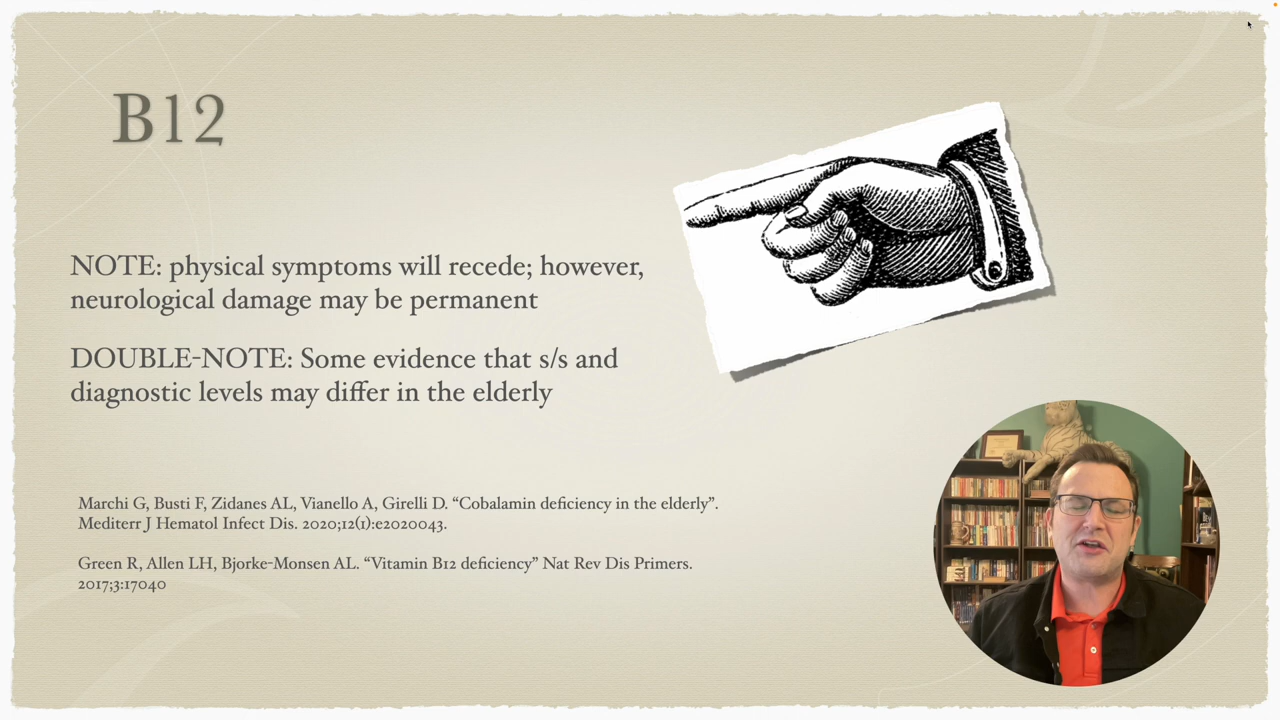 B12
NOTE: physical symptoms will recede; however,
neurological damage may be permanent
DOUBLE-NOTE: Some evidence that s/s and
diagnostic levels may differ in the elderly
Marchi G, Busti F, Zidanes AL, Vianello A, Girelli D. “Cobalamin deficiency in the elderly”.
Mediterr J Hematol Infect Dis. 2020;12(1):e2020043.
Green R, Allen LH, Bjorke-Monsen AL. “Vitamin B12 deficiency” Nat Rev Dis Primers.
2017;3:17040